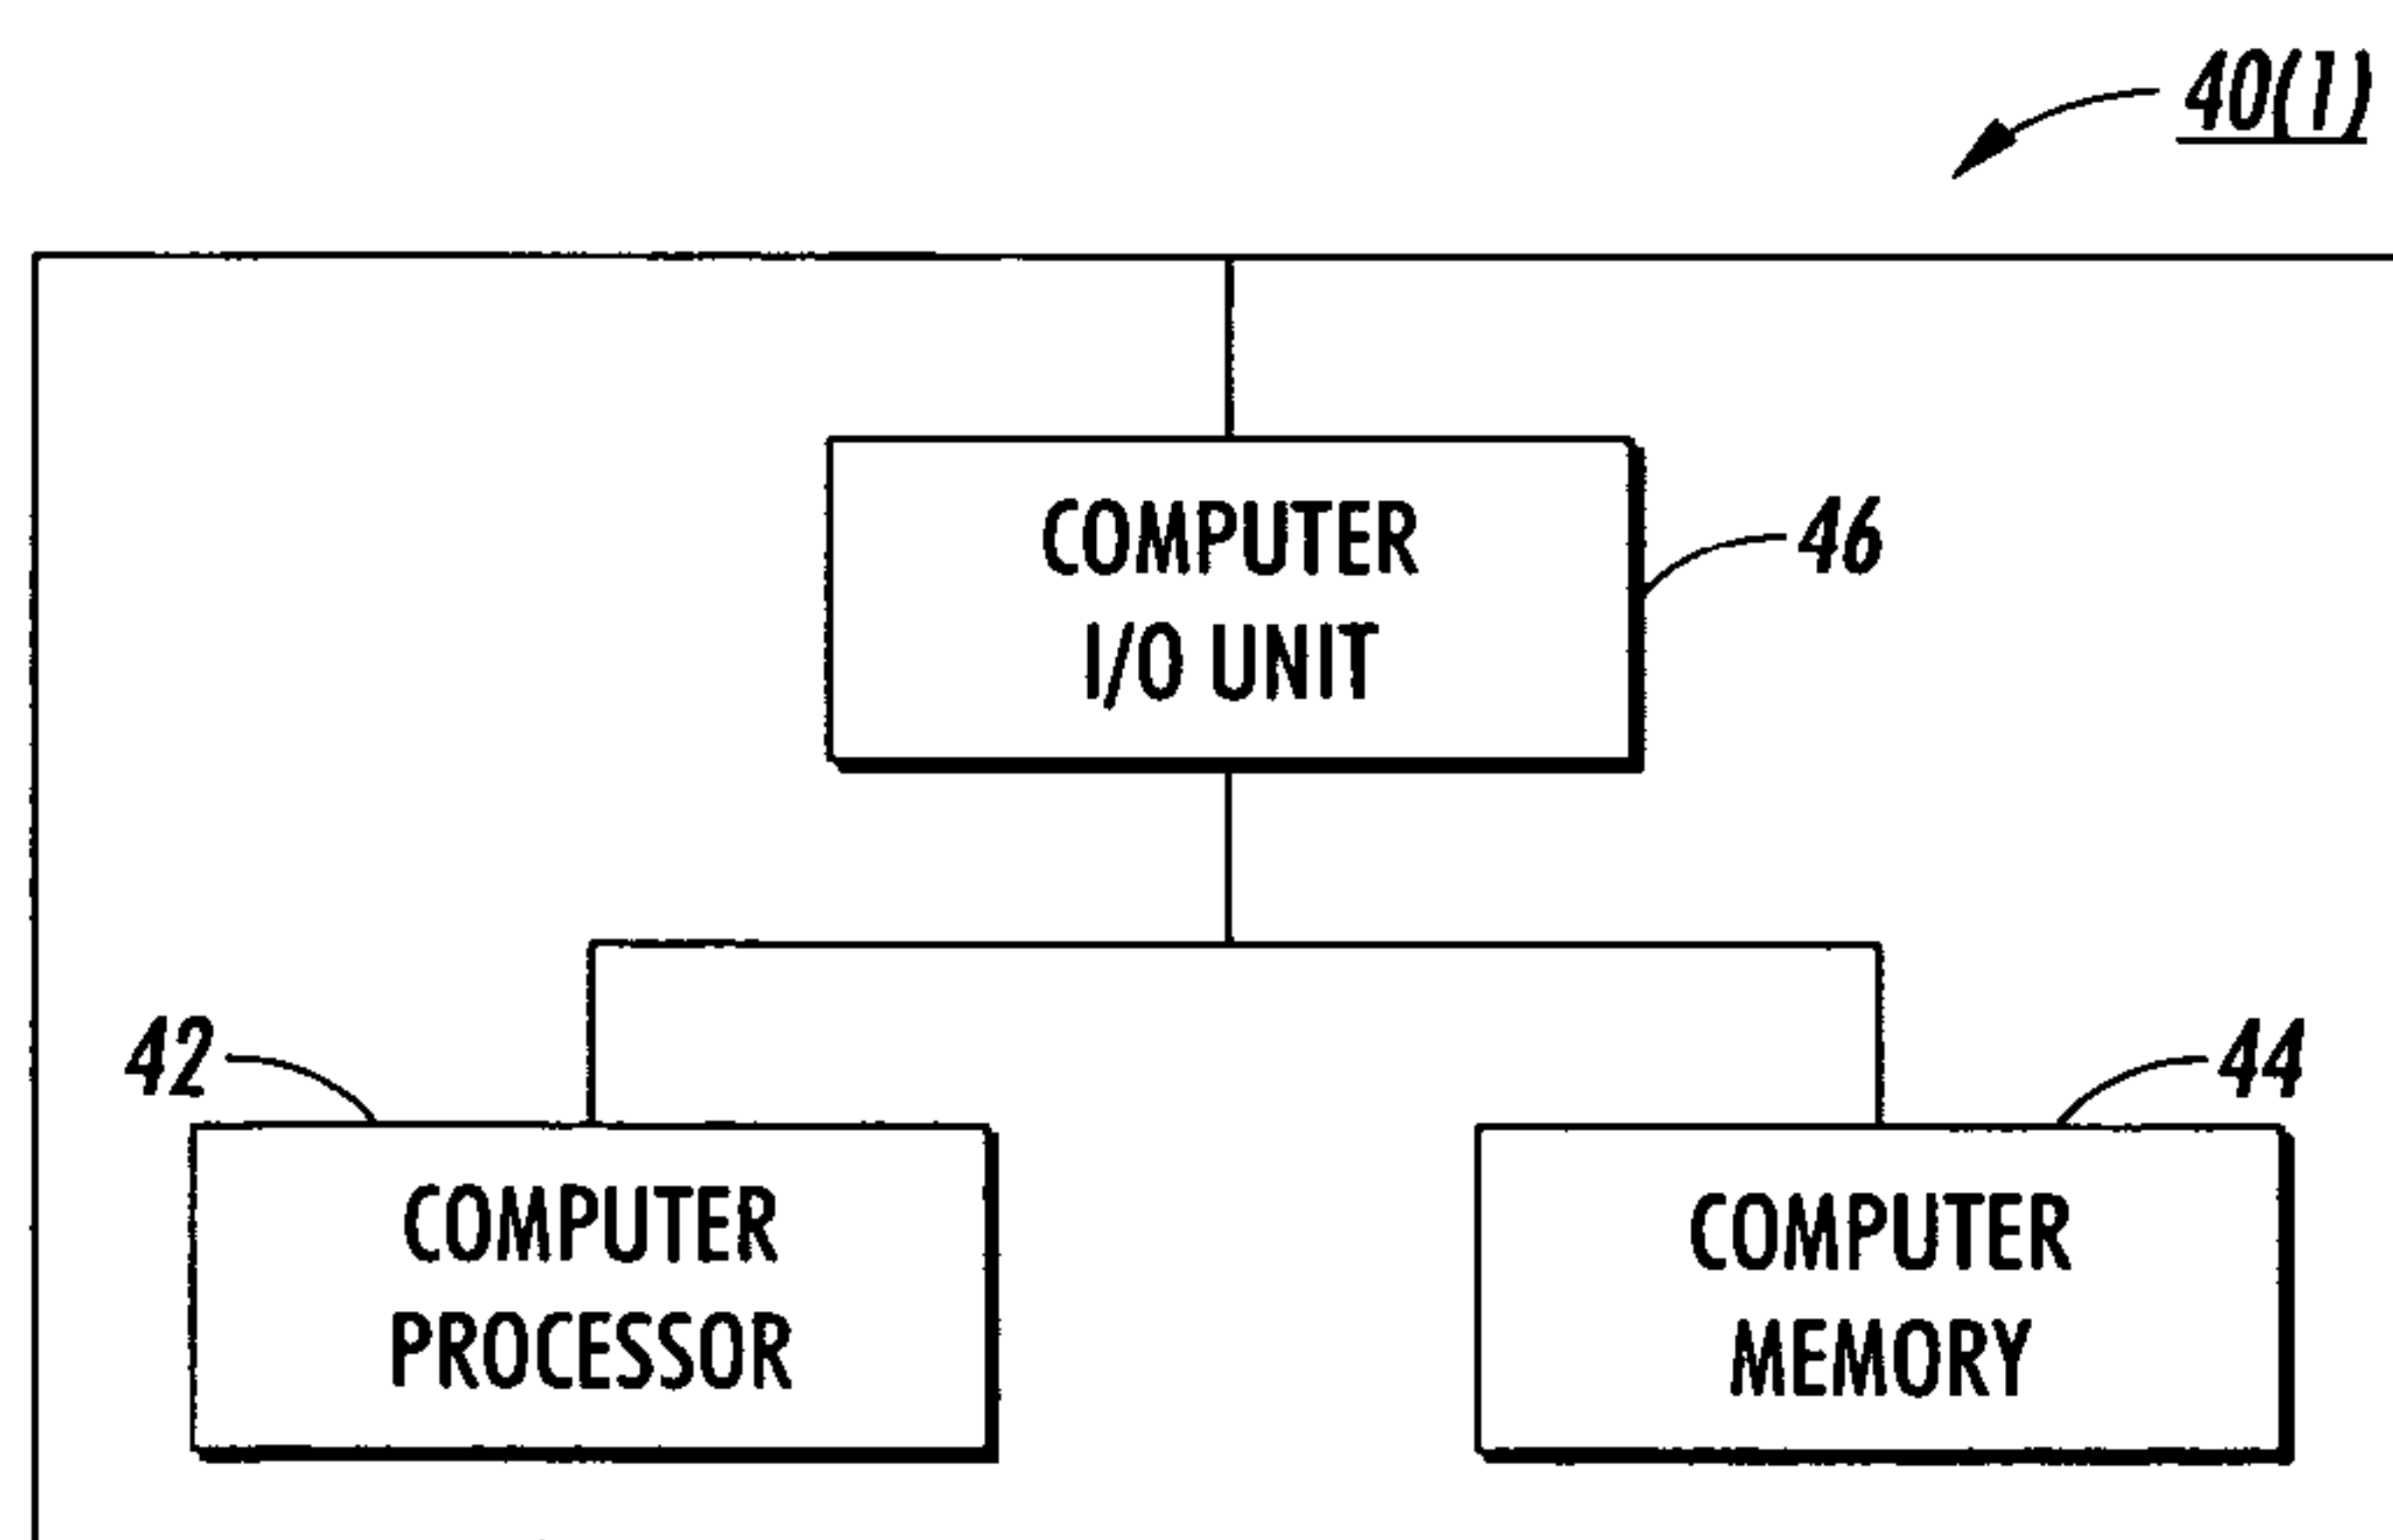 40(1)
COMPUTER
I/O UNIT
46
42
44
COMPUTER
PROCESSOR
COMPUTER
MEMORY